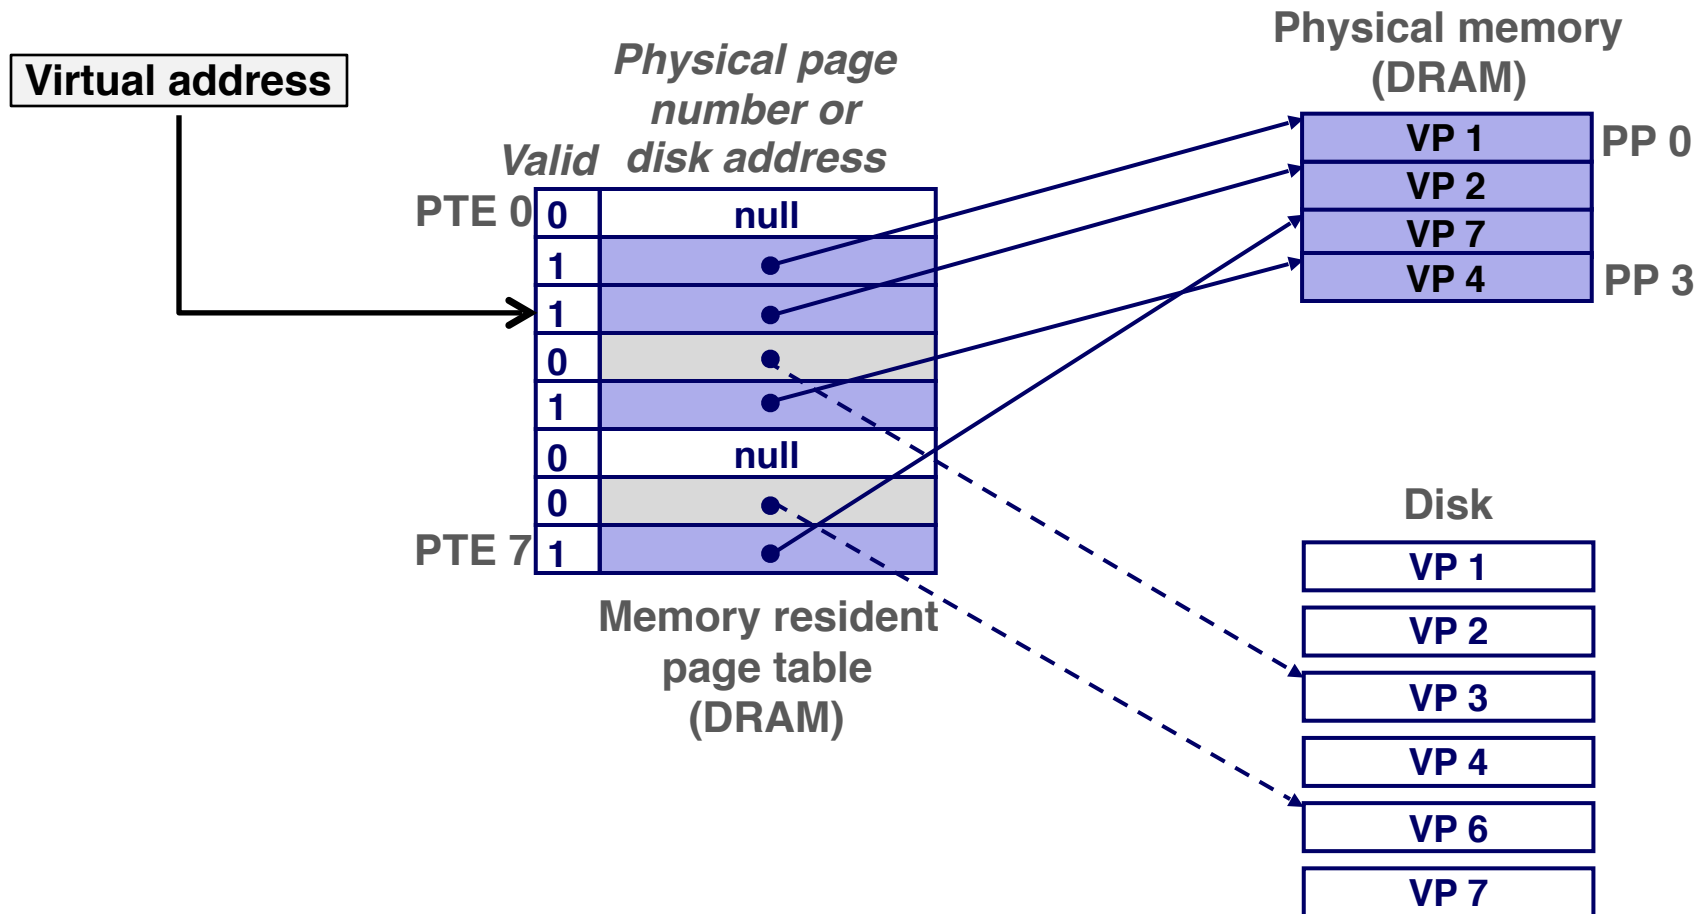 Virtual address
Physical page
number or
disk address
Valid
PTE 0
0
null
1
1
0
1
0
null
0
PTE 7
1
Memory resident
page table
(DRAM)
Physical memory
(DRAM)
VP 1
PP 0
VP 2
VP 7
VP 4
PP 3
Disk
VP 1
VP 2
VP 3
VP 4
VP 6
VP 7